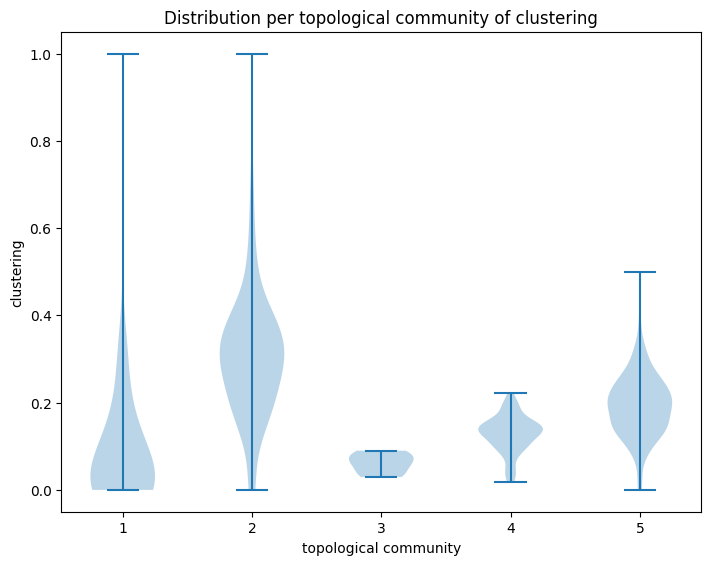 Distribution per topological community of clustering
1.0
0.8
0.6
0.4
0.2
0.0
clustering
1 2 3 4 5
topological community